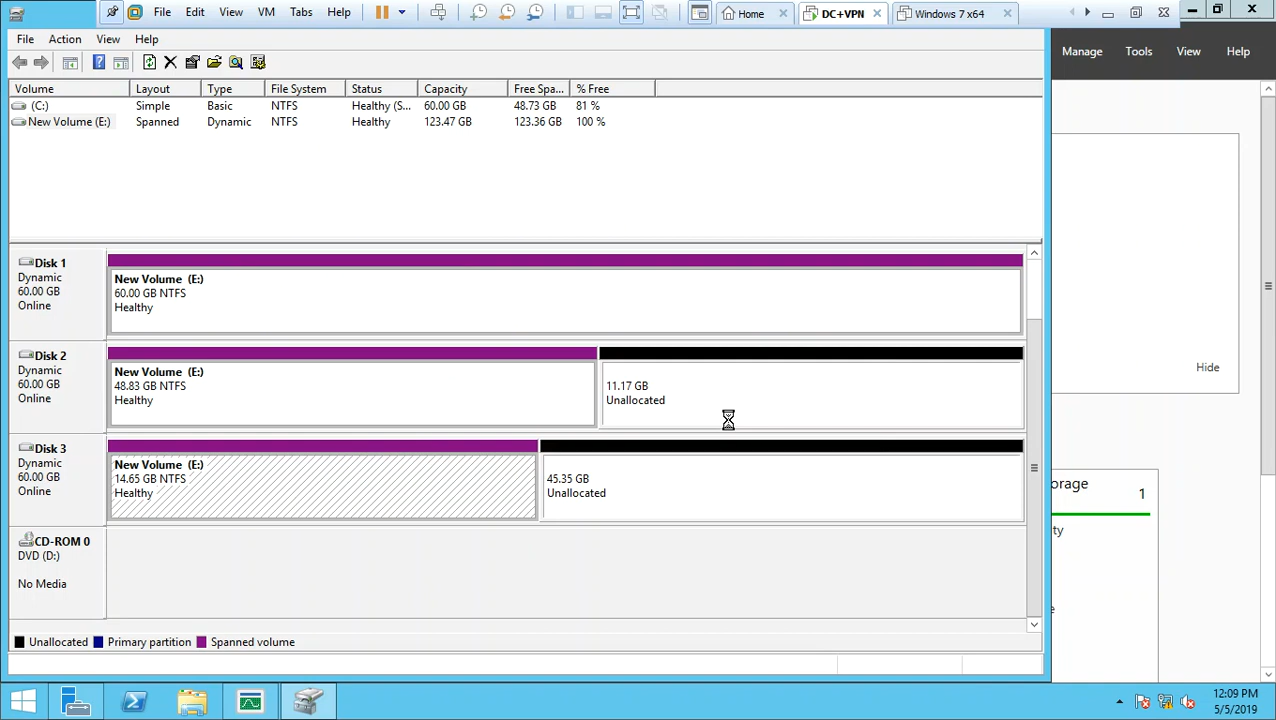 File Edit View VM Tabs Help Home DC+VPN Windows 7 x64
File Action View Help
Manage Tools View Help
Volume Layout Type File System Status Capacity Free Spa... % Free
(C:) Simple Basic NTFS Healthy (S... 60.00 GB 48.73 GB 81 %
New Volume (E:) Spanned Dynamic NTFS Healthy 123.47 GB 123.36 GB 100 %
Disk 1
Dynamic
60.00 GB
Online
New Volume (E:)
60.00 GB NTFS
Healthy
Disk 2
Dynamic
60.00 GB
Online
New Volume (E:)
48.83 GB NTFS
Healthy
11.17 GB
Unallocated
Hide
Disk 3
Dynamic
60.00 GB
Online
New Volume (E:)
14.65 GB NTFS
Healthy
45.35 GB
Unallocated
orage 1
ty
CD-ROM 0
DVD (D:)
No Media
Unallocated Primary partition Spanned volume
12:09 PM
5/5/2019